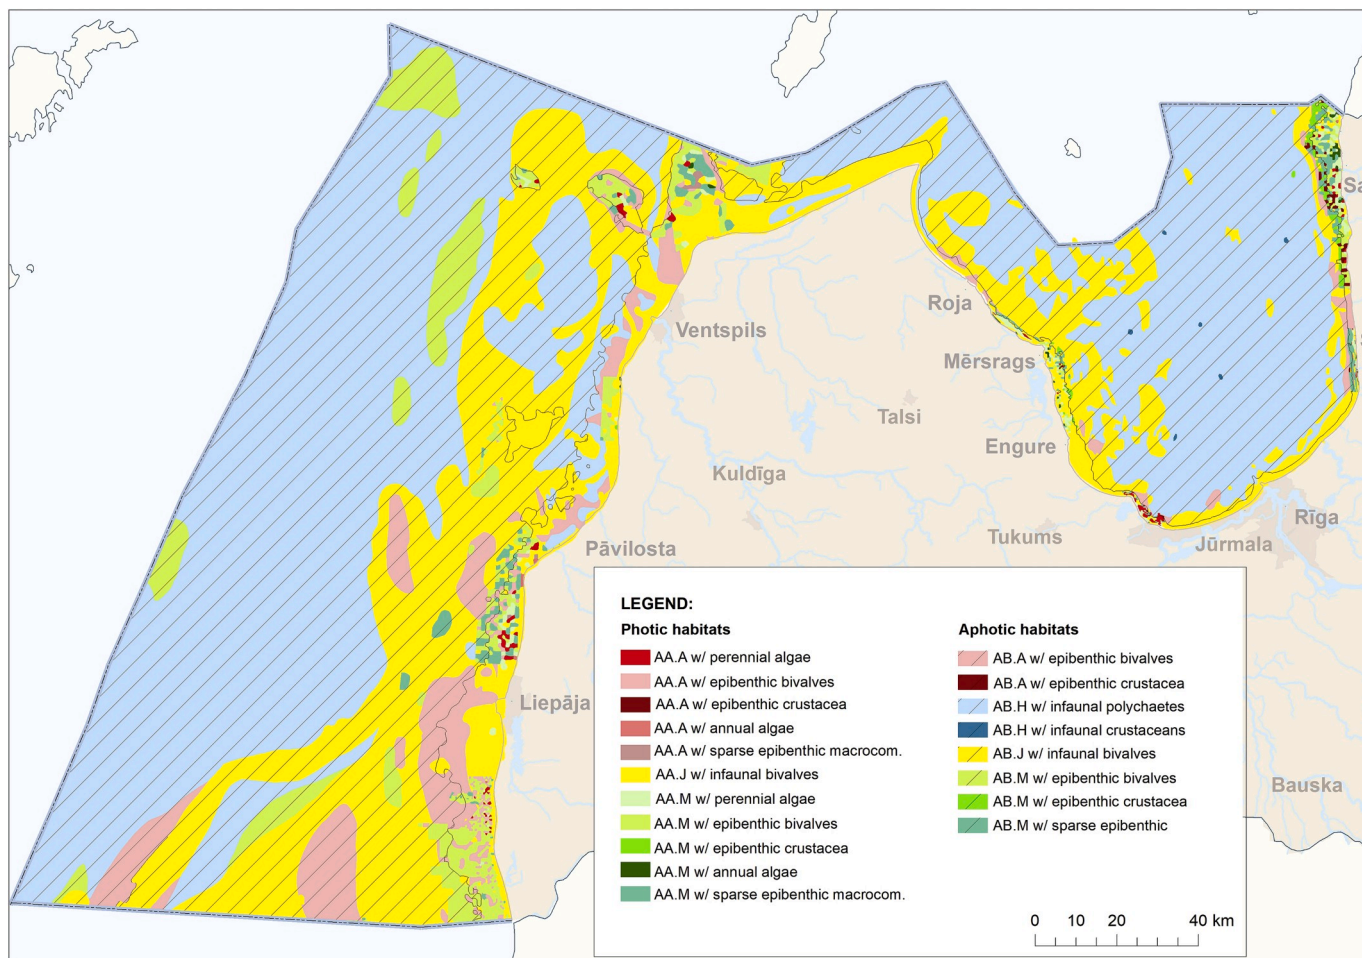 Sa
Roja
Ventspils
Mērsrags
Talsi
Engure
Kuldīga
Rīga
Tukums
Jūrmala
Pāvilosta
Liepāja
Bauska
LEGEND:
Photic habitats
AA.A w/ perennial algae
AA.A w/ epibenthic bivalves
AA.A w/ epibenthic crustacea
AA.A w/ annual algae
AA.A w/ sparse epibenthic macrocom.
AA.J w/ infaunal bivalves
AA.M w/ perennial algae
AA.M w/ epibenthic bivalves
AA.M w/ epibenthic crustacea
AA.M w/ annual algae
AA.M w/ sparse epibenthic macrocom.
Aphotic habitats
AB.A w/ epibenthic bivalves
AB.A w/ epibenthic crustacea
AB.H w/ infaunal polychaetes
AB.H w/ infaunal crustaceans
AB.J w/ infaunal bivalves
AB.M w/ epibenthic bivalves
AB.M w/ epibenthic crustacea
AB.M w/ sparse epibenthic
0 10 20 40 km